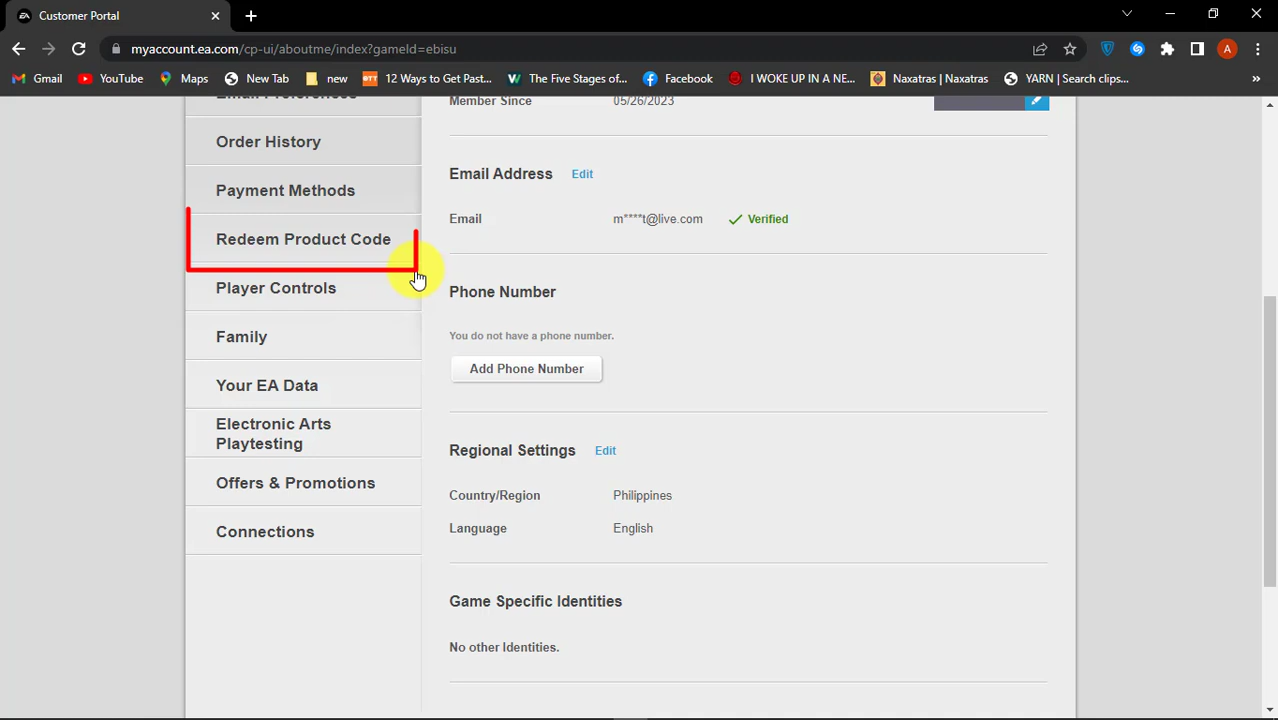 EA Customer Portal
myaccount.ea.com/cp-ui/aboutme/index?gameId=ebisu
A
Gmail YouTube Maps New Tab new OTT 12 Ways to Get Past... The Five Stages of... Facebook I WOKE UP IN A NE... Naxatras | Naxatras YARN | Search clips...
Email Preferences
Order History
Payment Methods
Redeem Product Code
Player Controls
Family
Your EA Data
Electronic Arts
Playtesting
Offers & Promotions
Connections
Member Since 05/26/2023
Email Address Edit
Email m****t@live.com Verified
Phone Number
You do not have a phone number.
Add Phone Number
Regional Settings Edit
Country/Region Philippines
Language English
Game Specific Identities
No other Identities.